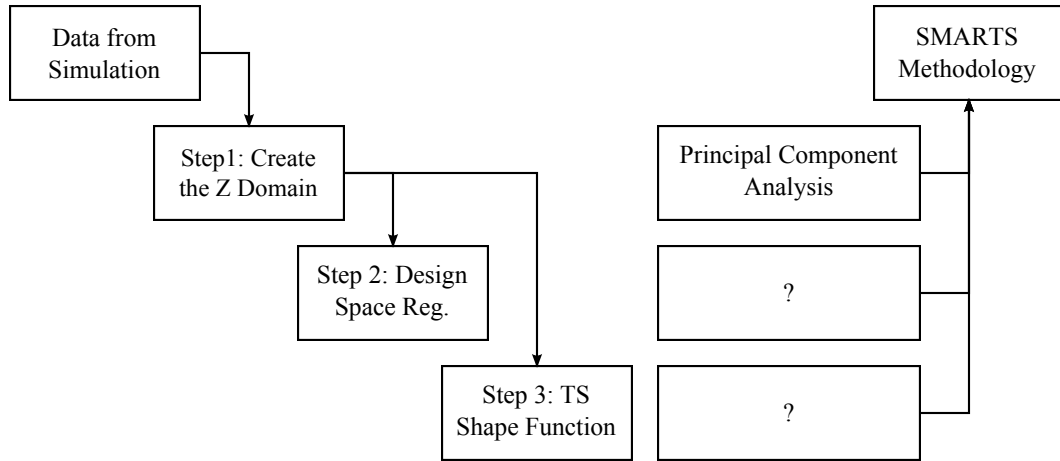 Data from
Simulation
SMARTS
Methodology
Step1: Create
the Z Domain
Principal Component
Analysis
Step 2: Design
Space Reg.
?
Step 3: TS
Shape Function
?